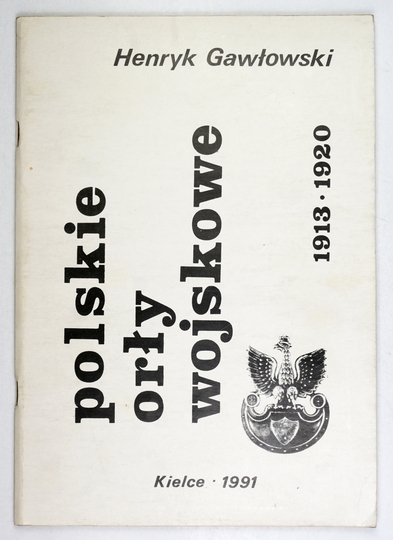 Henryk Gawłowski
polskie
orły
wojskowe
1913 · 1920
Kielce · 1991